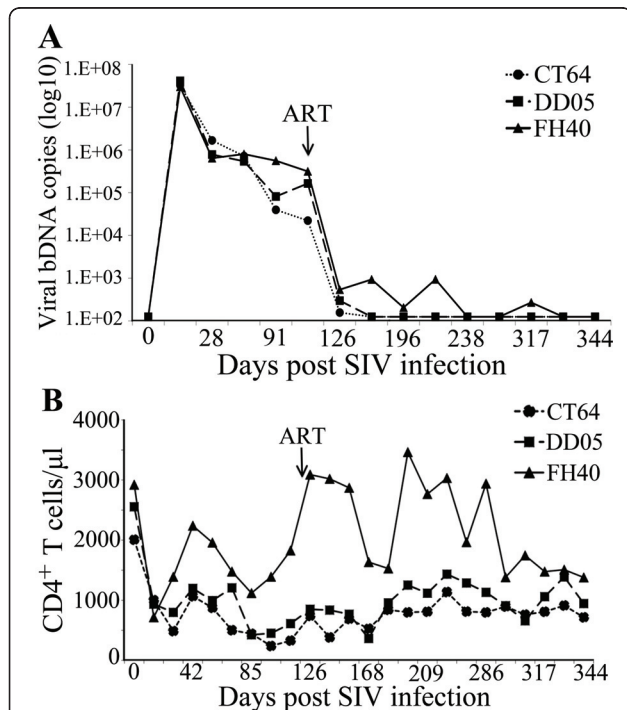 A
Viral bDNA copies (log10)
1.E+08
1.E+07
1.E+06
1.E+05
1.E+04
1.E+03
1.E+02
ART
CT64
DD05
FH40
0 28 91 126 196 238 317 344
Days post SIV infection
B
CD4+ T cells/µl
4000
3000
2000
1000
0
ART
CT64
DD05
FH40
0 42 85 126 168 209 286 317 344
Days post SIV infection